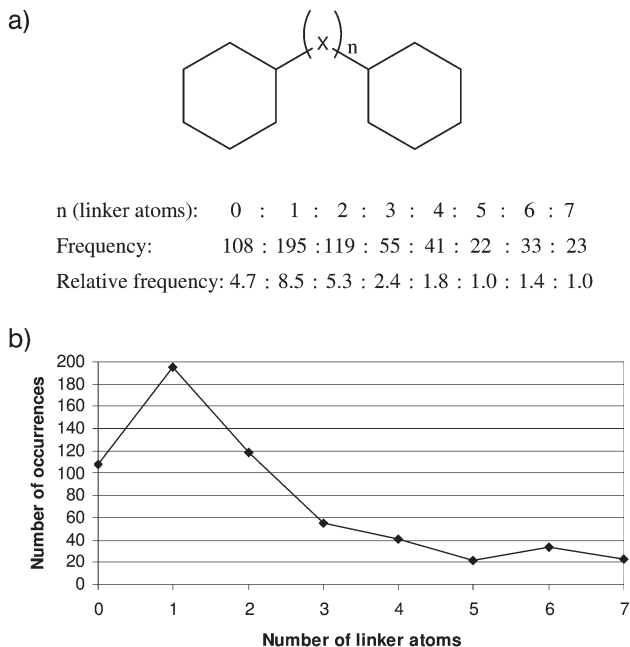 a)
( X ) n
n (linker atoms): 0 : 1 : 2 : 3 : 4 : 5 : 6 : 7
Frequency: 108 : 195 :119 : 55 : 41 : 22 : 33 : 23
Relative frequency: 4.7 : 8.5 : 5.3 : 2.4 : 1.8 : 1.0 : 1.4 : 1.0
b)
200
180
160
140
120
100
80
60
40
20
0
Number of occurrences
0 1 2 3 4 5 6 7
Number of linker atoms